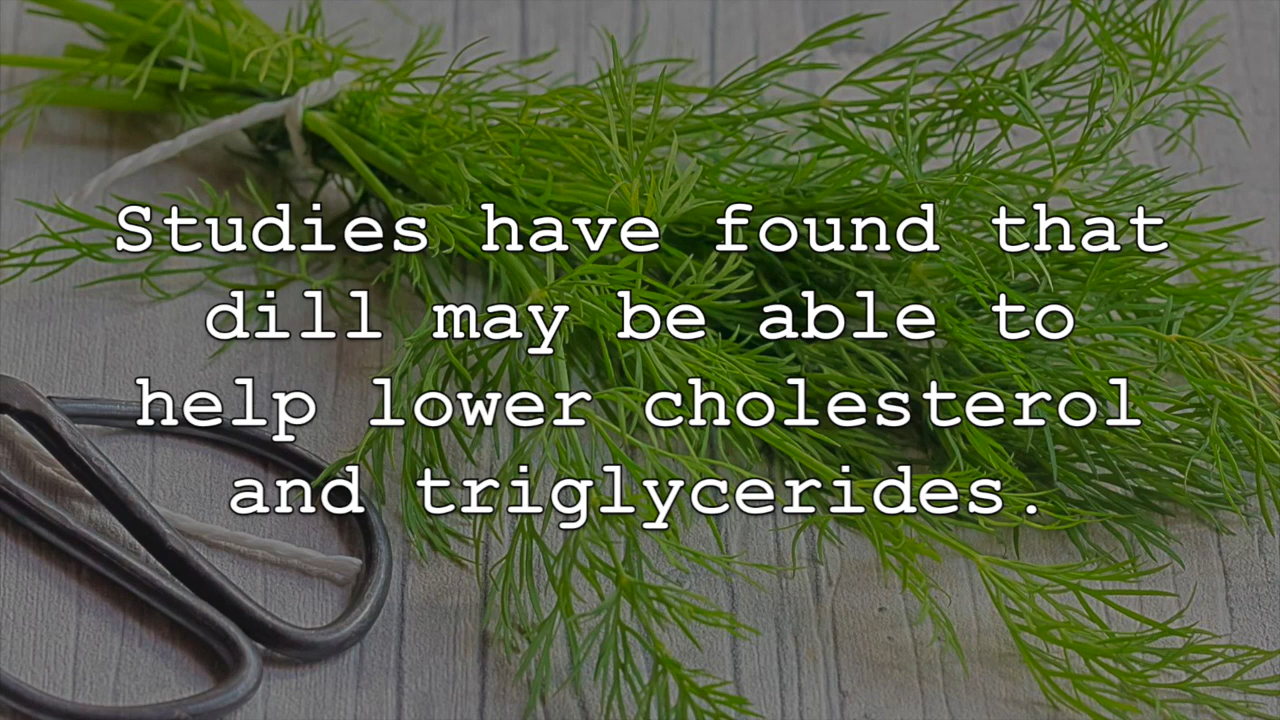 Studies have found that
dill may be able to
help lower cholesterol
and triglycerides.